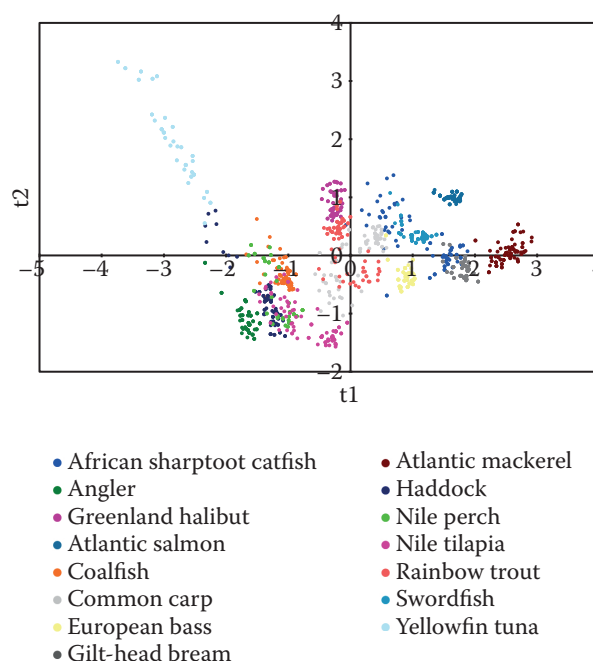 4
3
2
1
0
−1
−2
t2
−5 −4 −3 −2 −1 0 1 2 3
t1
African sharptoot catfish
Angler
Greenland halibut
Atlantic salmon
Coalfish
Common carp
European bass
Gilt-head bream
Atlantic mackerel
Haddock
Nile perch
Nile tilapia
Rainbow trout
Swordfish
Yellowfin tuna